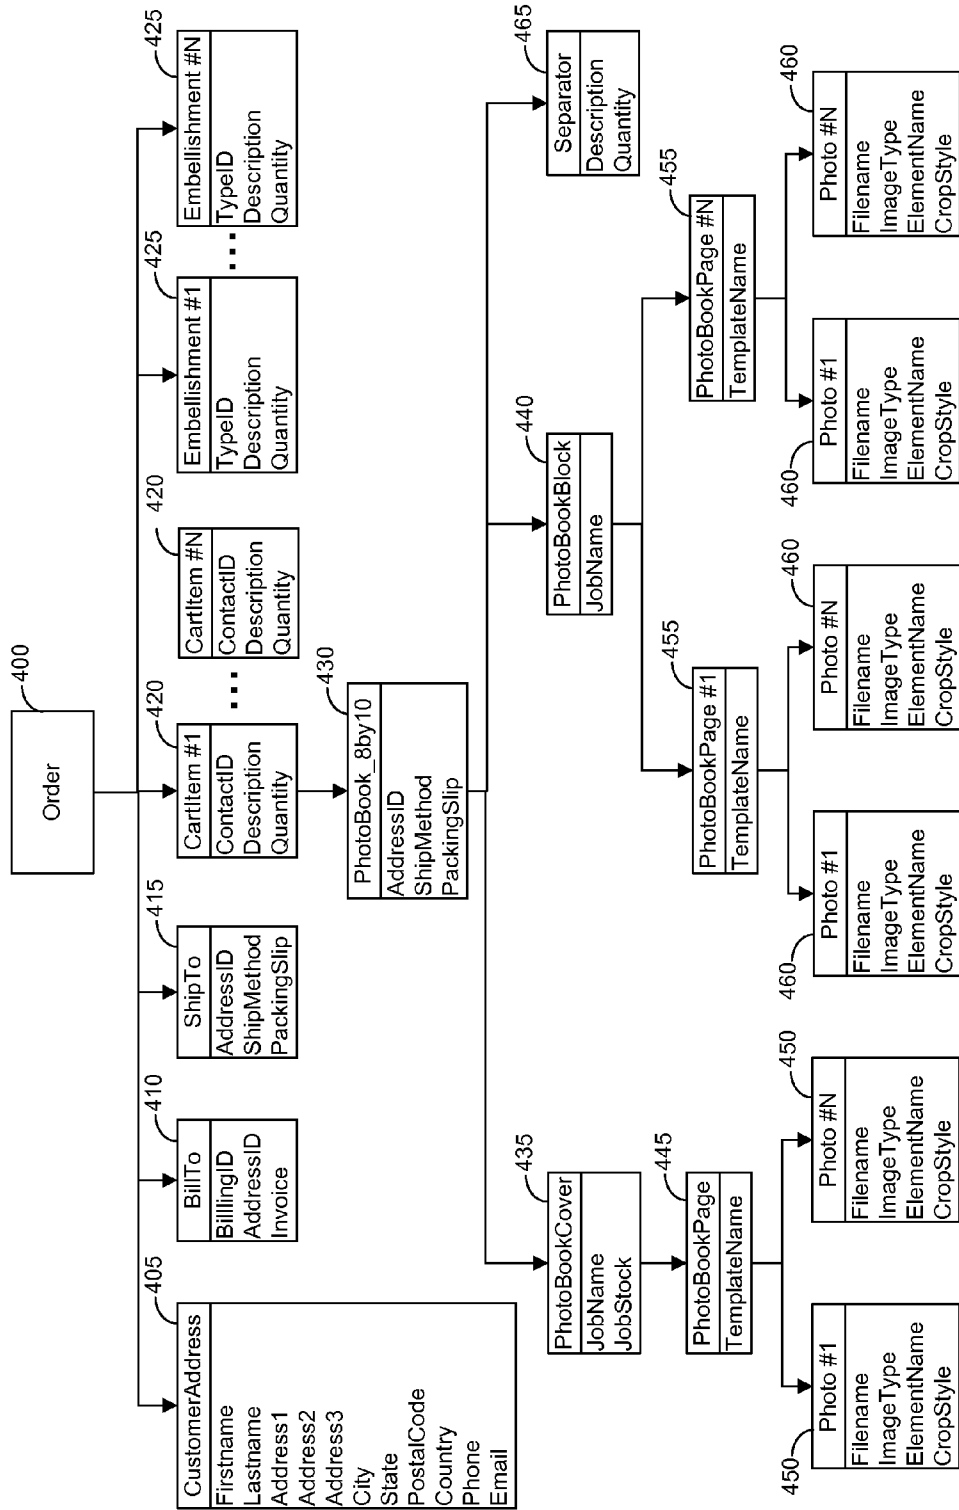 400
Order
405
CustomerAddress
Firstname
Lastname
Address1
Address2
Address3
City
State
PostalCode
Country
Phone
Email
410
BillTo
BilllingID
AddressID
Invoice
415
ShipTo
AddressID
ShipMethod
PackingSlip
420
CartItem #1
ContactID
Description
Quantity
...
420
CartItem #N
ContactID
Description
Quantity
425
Embellishment #1
TypeID
Description
Quantity
...
425
Embellishment #N
TypeID
Description
Quantity
430
PhotoBook_8by10
AddressID
ShipMethod
PackingSlip
435
PhotoBookCover
JobName
JobStock
440
PhotoBookBlock
JobName
465
Separator
Description
Quantity
445
PhotoBookPage
TemplateName
455
PhotoBookPage #1
TemplateName
455
PhotoBookPage #N
TemplateName
450
Photo #1
Filename
ImageType
ElementName
CropStyle
450
Photo #N
Filename
ImageType
ElementName
CropStyle
460
Photo #1
Filename
ImageType
ElementName
CropStyle
460
Photo #N
Filename
ImageType
ElementName
CropStyle
460
Photo #1
Filename
ImageType
ElementName
CropStyle
460
Photo #N
Filename
ImageType
ElementName
CropStyle